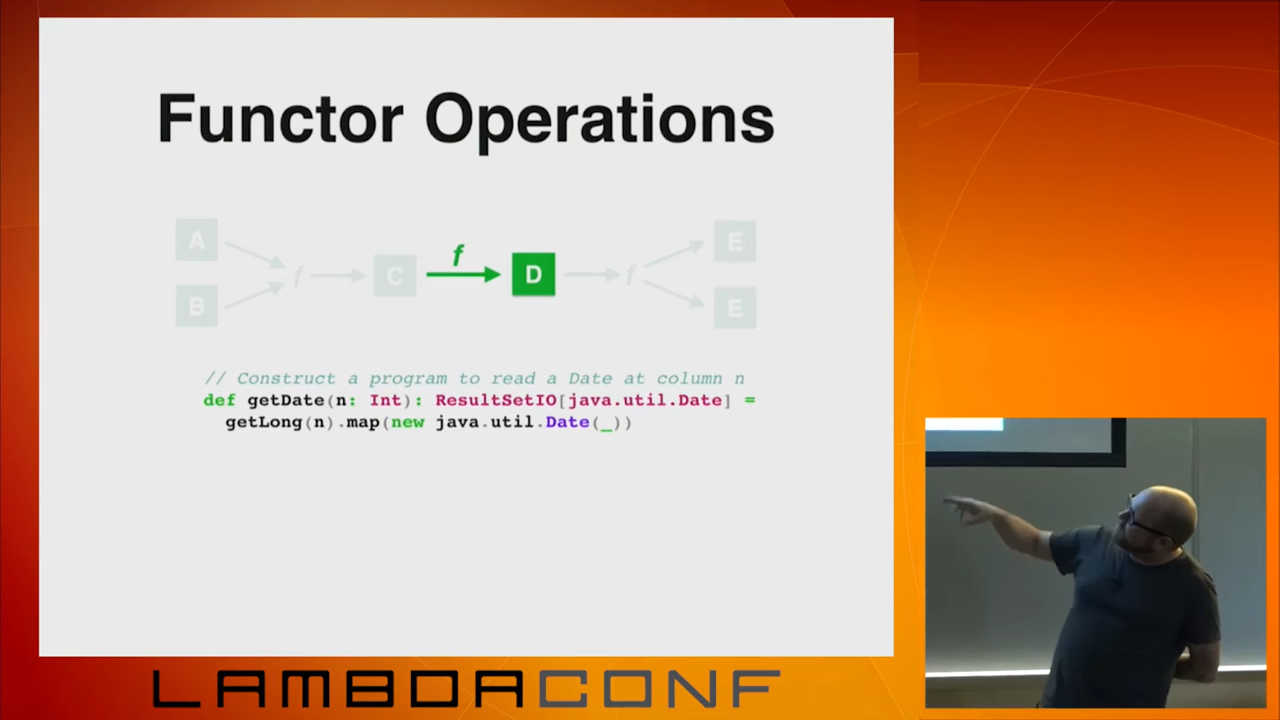 Functor Operations
A
B
f
C
f
D
f
E
E
// Construct a program to read a Date at column n
def getDate(n: Int): ResultSetIO[java.util.Date] =
getLong(n).map(new java.util.Date(_))
LAMBDACONF